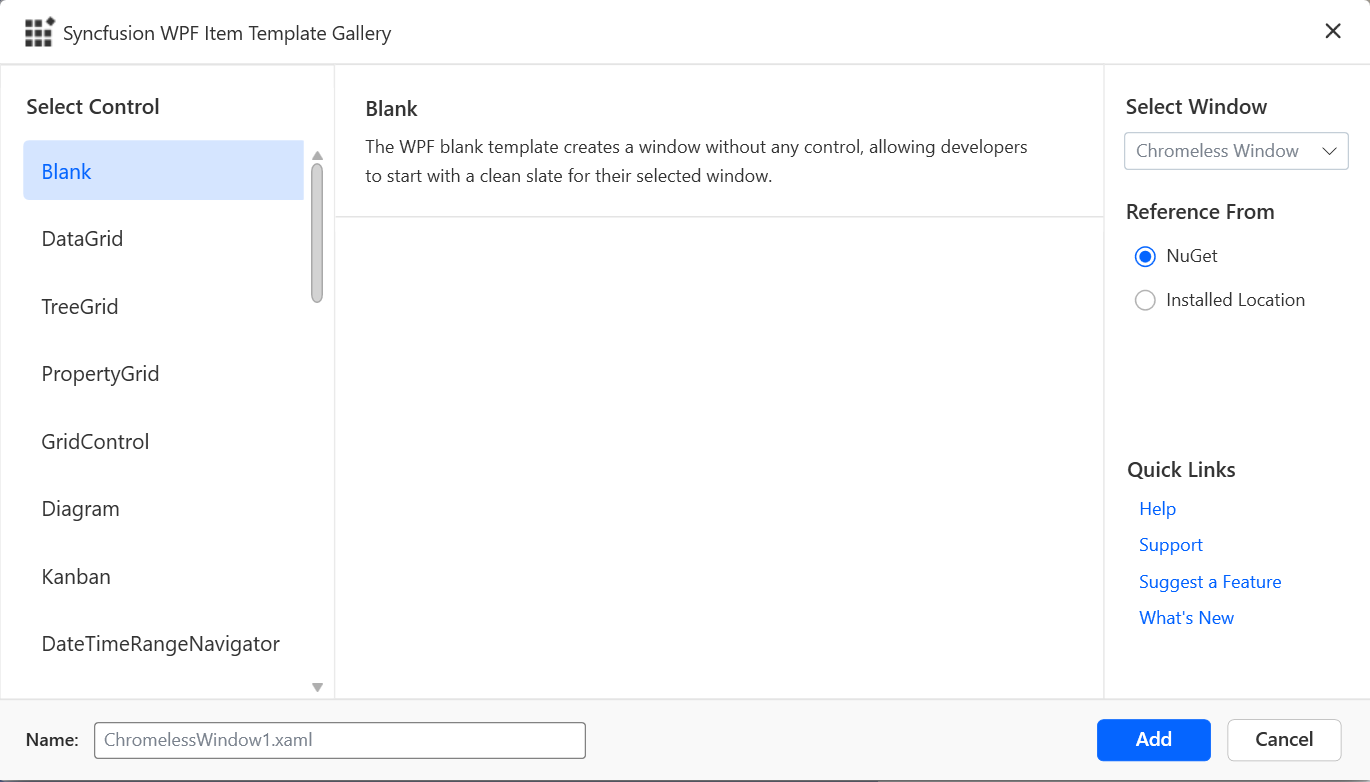 Syncfusion WPF Item Template Gallery
Select Control
Blank
DataGrid
TreeGrid
PropertyGrid
GridControl
Diagram
Kanban
DateTimeRangeNavigator
Blank
The WPF blank template creates a window without any control, allowing developers
to start with a clean slate for their selected window.
Select Window
Chromeless Window
Reference From
NuGet
Installed Location
Quick Links
Help
Support
Suggest a Feature
What's New
Name: ChromelessWindow1.xaml
Add Cancel